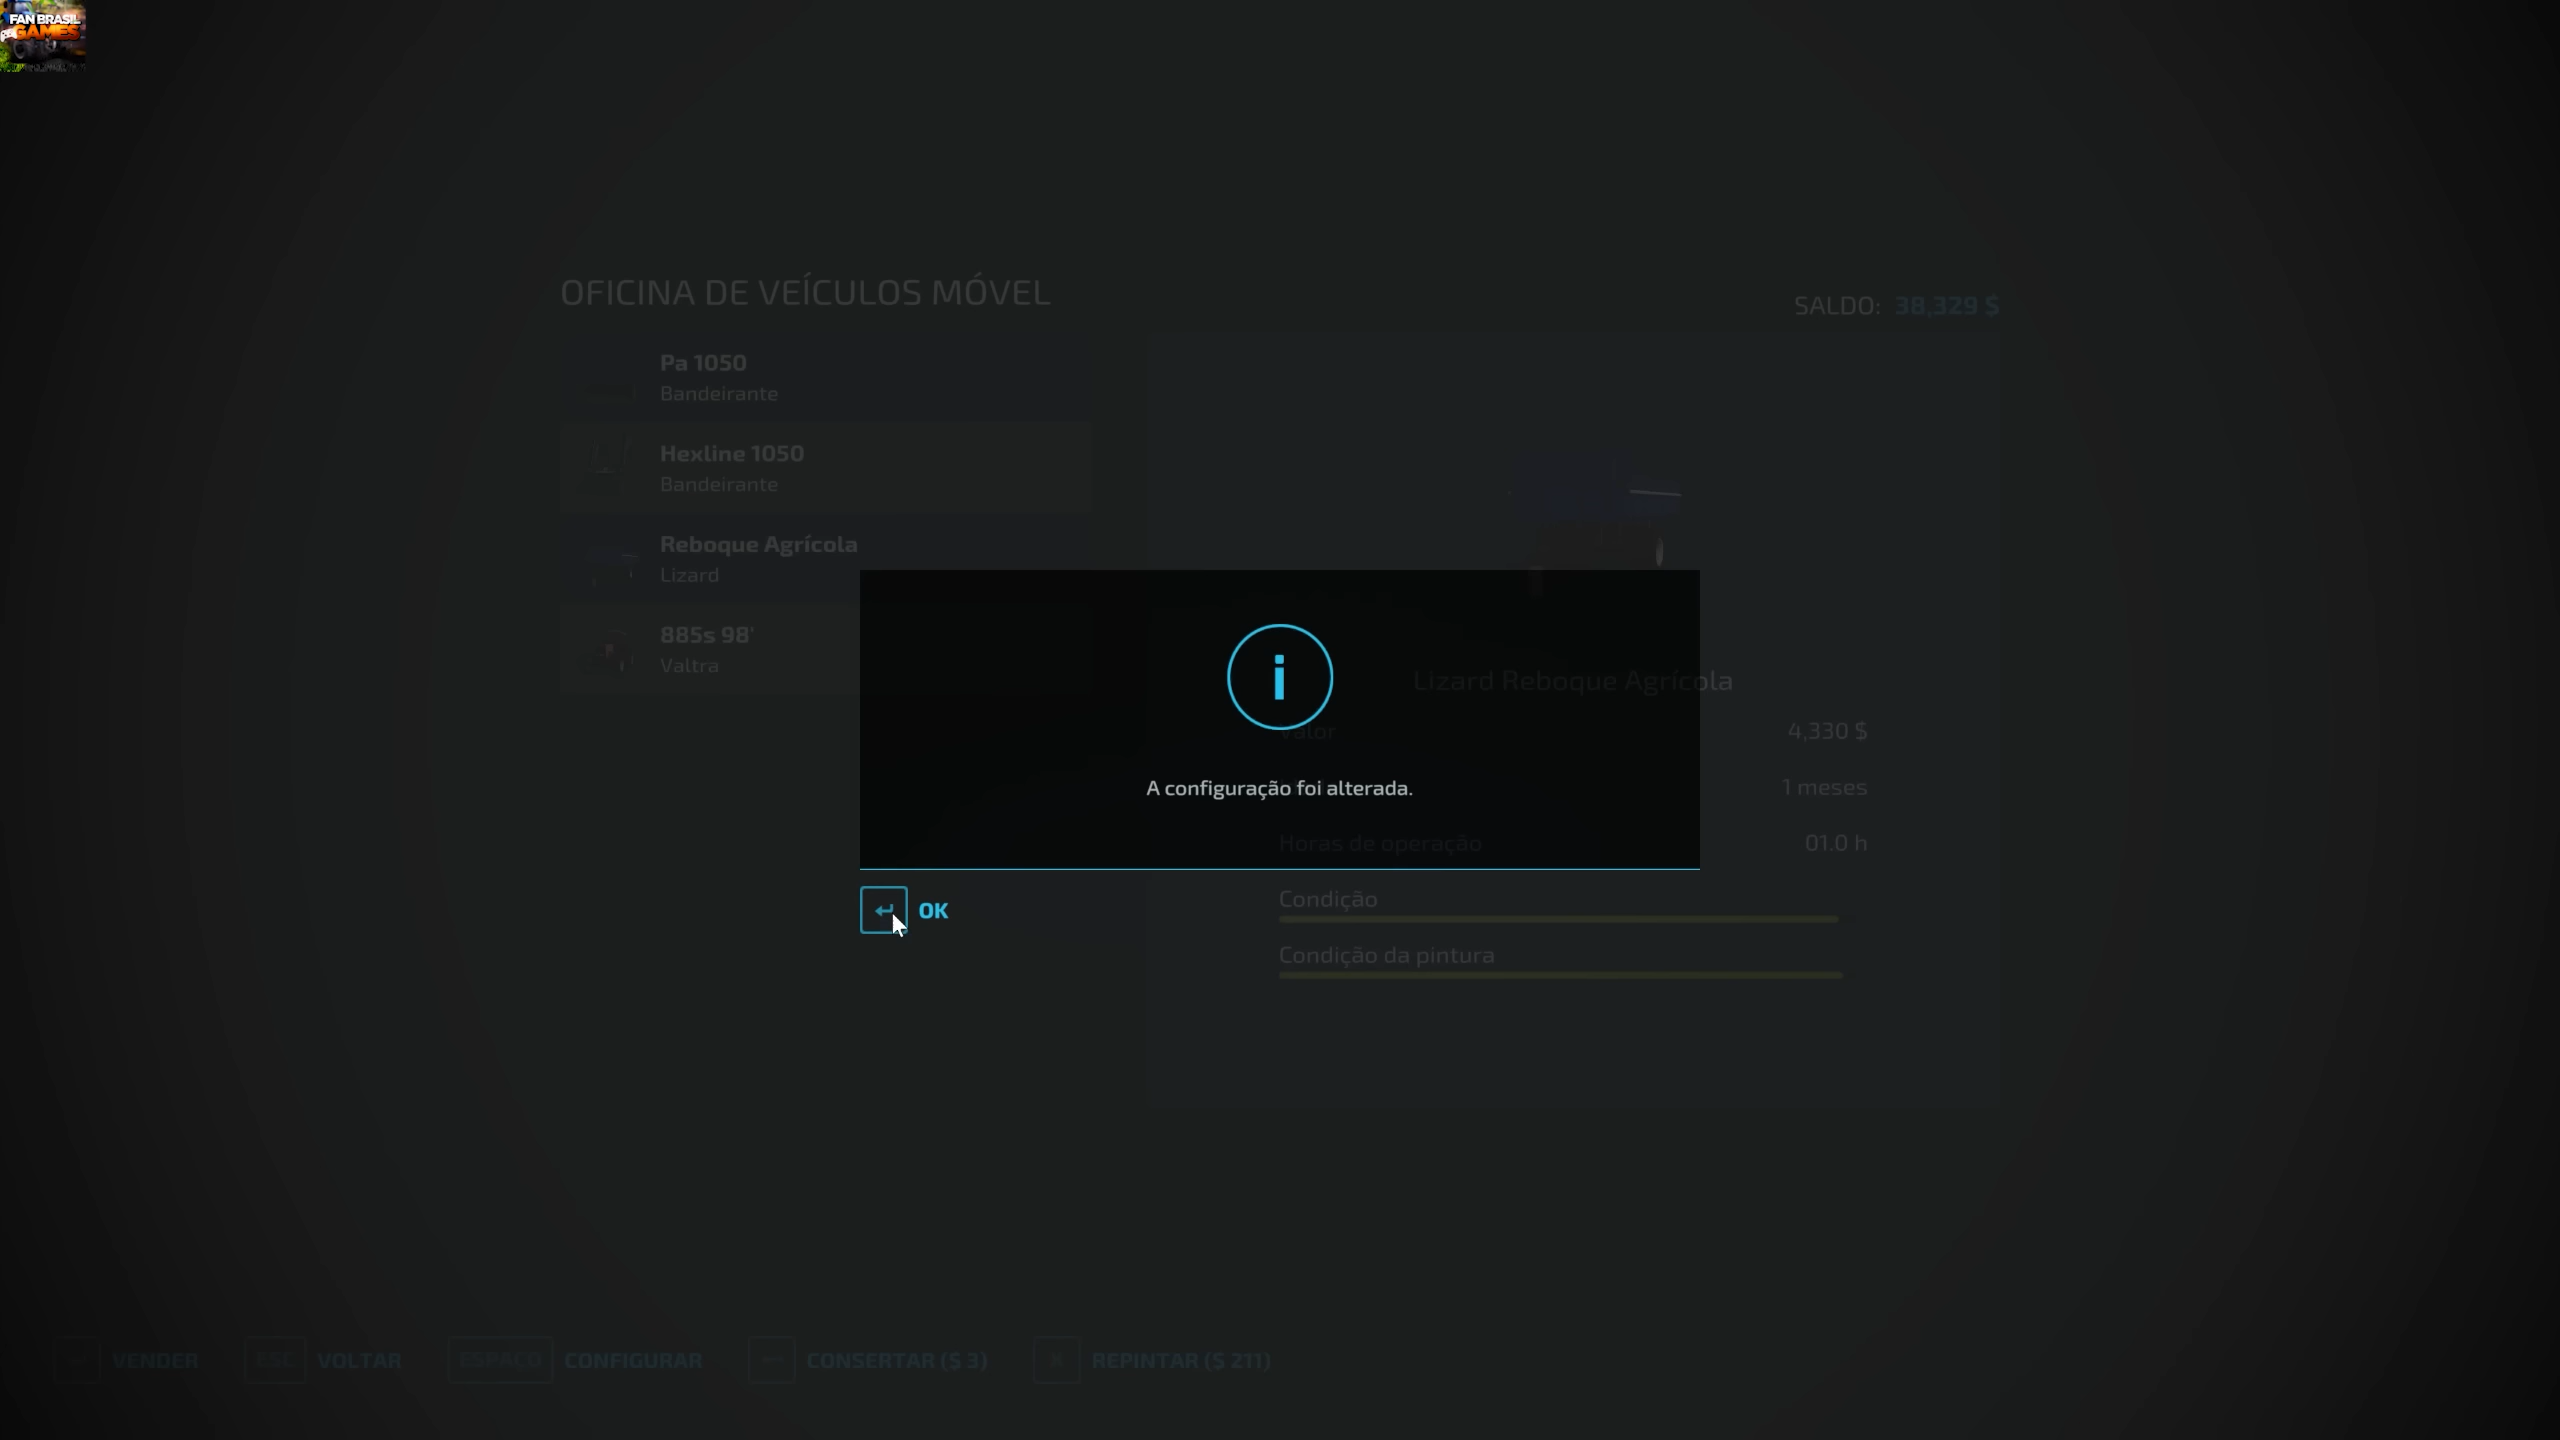 FAN BRASIL
GAMES
OFICINA DE VEÍCULOS MÓVEL
SALDO: 38,329 $
Pa 1050
Bandeirante
Hexline 1050
Bandeirante
Reboque Agrícola
Lizard
885s 98'
Valtra
Lizard Reboque Agrícola
Valor 4,330 $
1 meses
A configuração foi alterada.
Horas de operação 01.0 h
OK
Condição
Condição da pintura
VENDER
ESC VOLTAR
ESPAÇO CONFIGURAR
CONSERTAR ($ 3)
REPINTAR ($ 211)